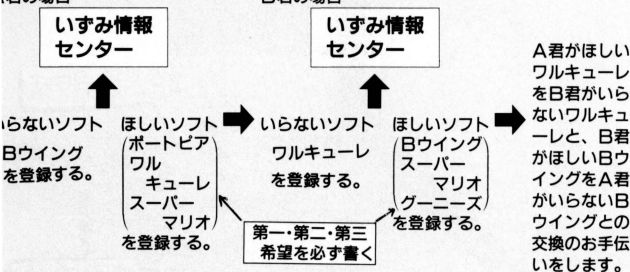 いずみ情報
センター
いらないソフト
Bウイング
を登録する。
ほしいソフト
ポートピア
ワル
キューレ
スーパー
マリオ
を登録する。
いずみ情報
センター
いらないソフト
ワルキューレ
を登録する。
ほしいソフト
Bウイング
スーパー
マリオ
グーニーズ
を登録する。
第一・第二・第三
希望を必ず書く
A君がほしい
ワルキューレ
をB君がいら
ないワルキュ
ーレと、B君
がほしいBウ
イングをA君
がいらないB
ウイングとの
交換のお手伝
いをします。